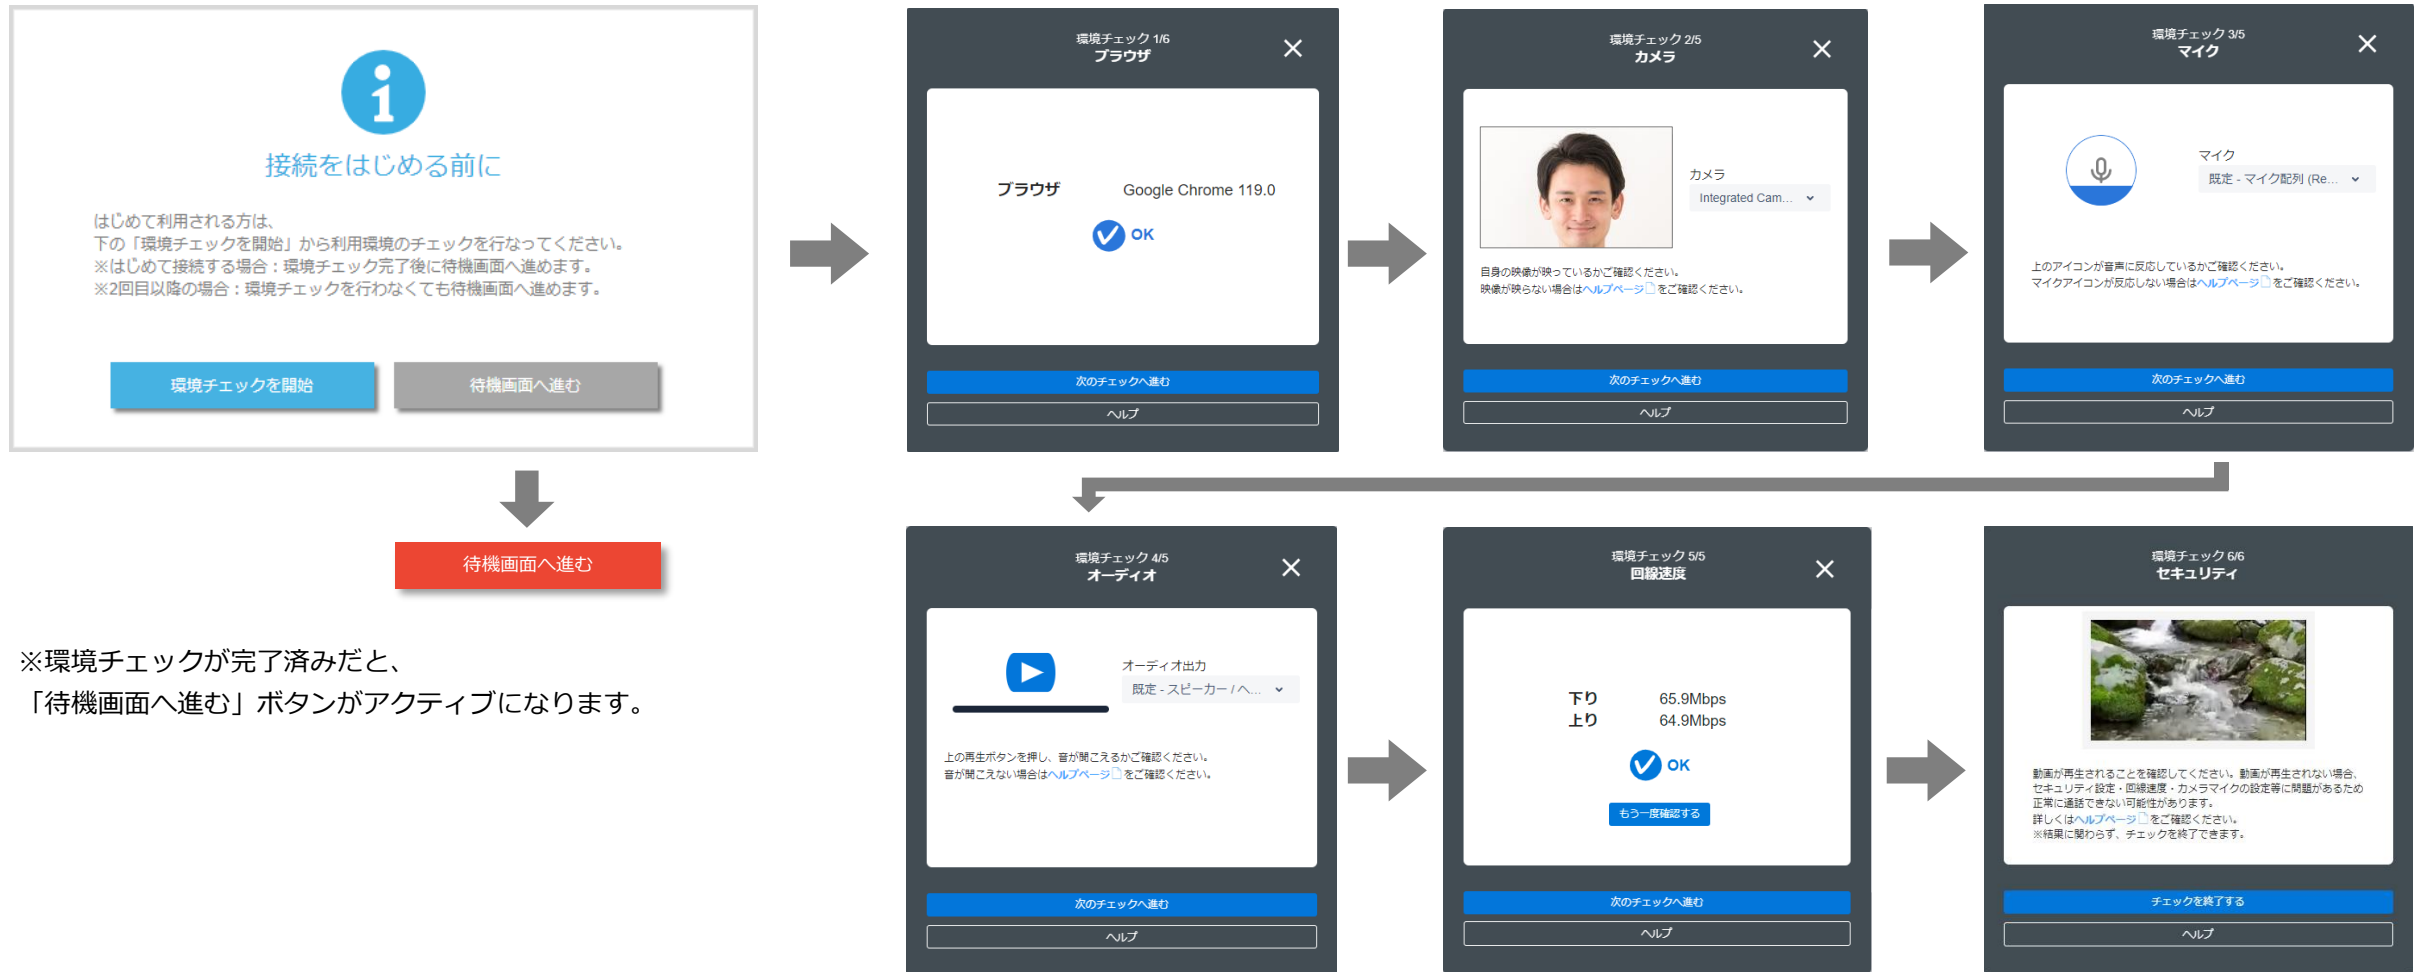 接続をはじめる前に
はじめて利用される方は、
下の「環境チェックを開始」から利用環境のチェックを行なってください。
※はじめて接続する場合：環境チェック完了後に待機画面へ進めます。
※2回目以降の場合：環境チェックを行わなくても待機画面へ進めます。
環境チェックを開始
待機画面へ進む
待機画面へ進む
※環境チェックが完了済みだと、
「待機画面へ進む」ボタンがアクティブになります。
環境チェック 1/6
ブラウザ
ブラウザ Google Chrome 119.0
OK
次のチェックへ進む
ヘルプ
環境チェック 2/5
カメラ
カメラ
Integrated Cam...
自身の映像が映っているかご確認ください。
映像が映らない場合はヘルプページをご確認ください。
次のチェックへ進む
ヘルプ
環境チェック 3/5
マイク
マイク
既定 - マイク配列 (Re...
上のアイコンが音声に反応しているかご確認ください。
マイクアイコンが反応しない場合はヘルプページをご確認ください。
次のチェックへ進む
ヘルプ
環境チェック 4/5
オーディオ
オーディオ出力
既定 - スピーカー / ヘ...
上の再生ボタンを押し、音が聞こえるかご確認ください。
音が聞こえない場合はヘルプページをご確認ください。
次のチェックへ進む
ヘルプ
環境チェック 5/5
回線速度
下り 65.9Mbps
上り 64.9Mbps
OK
もう一度確認する
次のチェックへ進む
ヘルプ
環境チェック 6/6
セキュリティ
動画が再生されることを確認してください。動画が再生されない場合、
セキュリティ設定・回線速度・カメラマイクの設定等に問題があるため
正常に通話できない可能性があります。
詳しくはヘルプページをご確認ください。
※結果に関わらず、チェックを終了できます。
チェックを終了する
ヘルプ